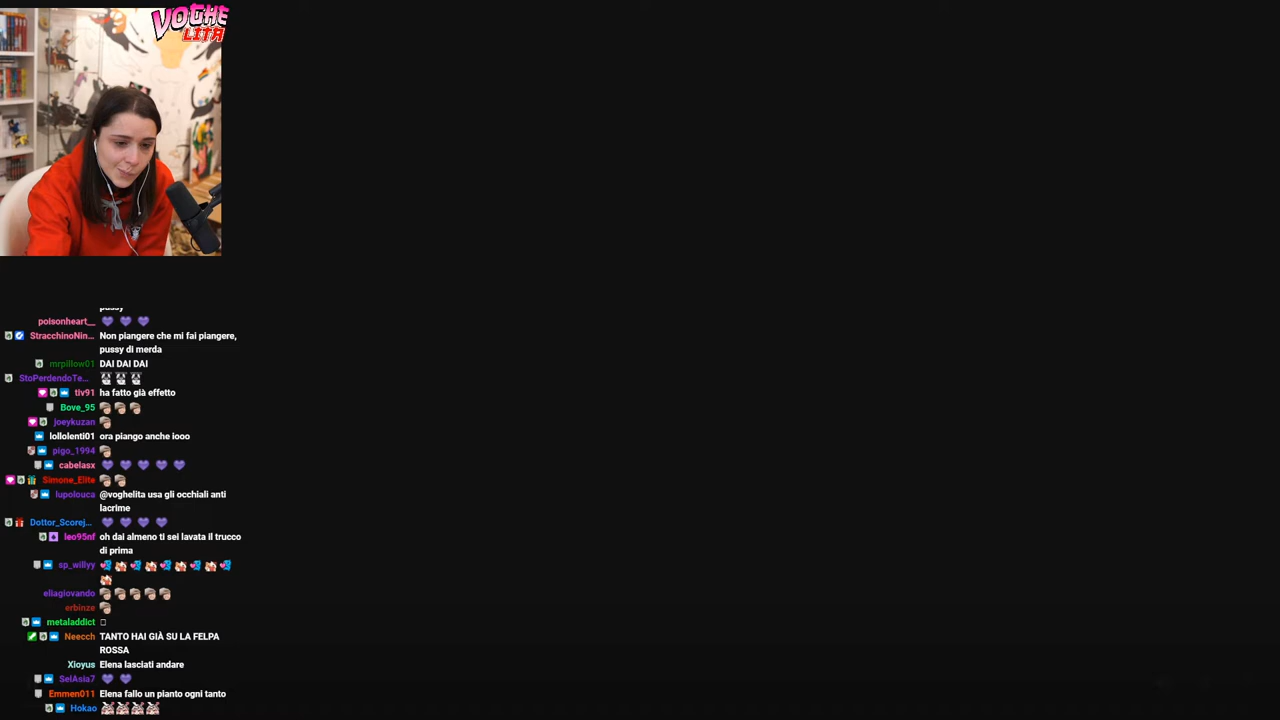 VOGHE
LITA
pussy
poisonheart__
StracchinoNin... Non piangere che mi fai piangere,
pussy di merda
mrpillow01 DAI DAI DAI
StoPerdendoTe...
tiv91 ha fatto già effetto
Bove_95
joeykuzan
lollolenti01 ora piango anche iooo
pigo_1994
cabelasx
Simone_Elite
lupolouca @voghelita usa gli occhiali anti
lacrime
Dottor_Scorej...
leo95nf oh dai almeno ti sei lavata il trucco
di prima
sp_willyy
eliagiovando
erbinze
metaladdict
Neecch TANTO HAI GIÀ SU LA FELPA
ROSSA
Xioyus Elena lasciati andare
SelAsia7
Emmen011 Elena fallo un pianto ogni tanto
Hokao